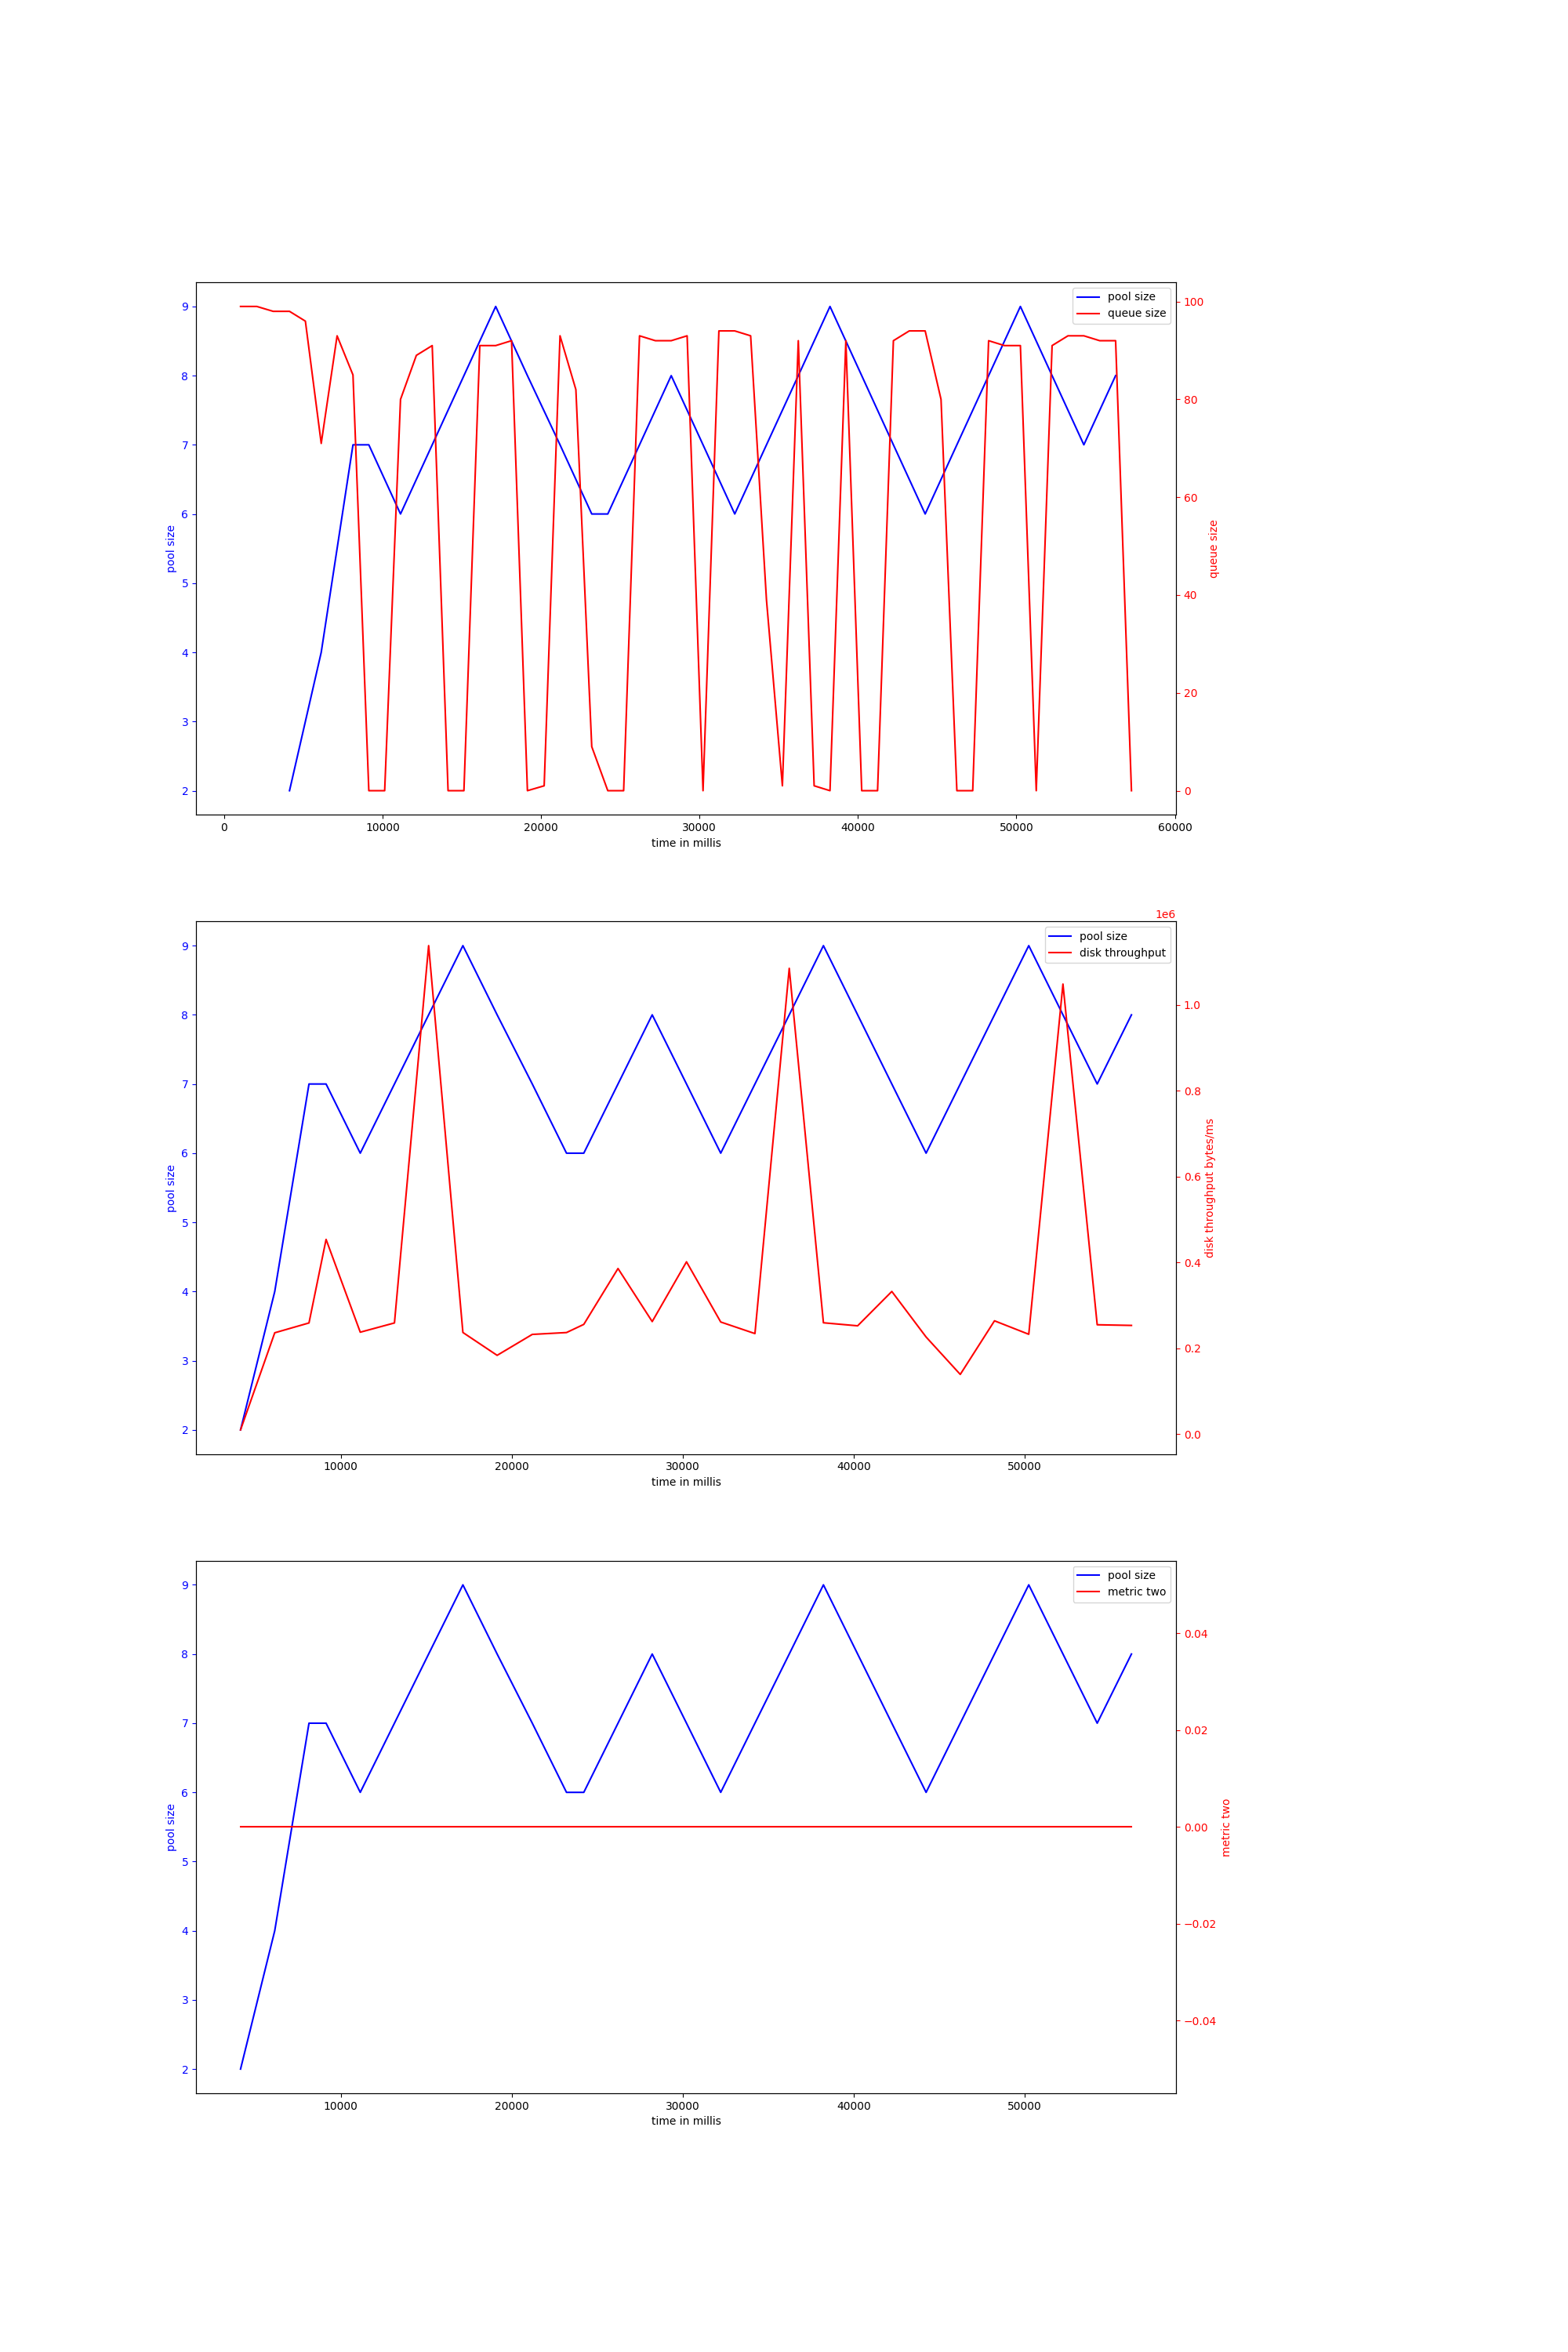 pool size
queue size
9
8
7
6
5
4
3
2
pool size
100
80
60
40
20
0
queue size
0 10000 20000 30000 40000 50000 60000
time in millis
1e6
pool size
disk throughput
9
8
7
6
5
4
3
2
pool size
1.0
0.8
0.6
0.4
0.2
0.0
disk throughput bytes/ms
10000 20000 30000 40000 50000
time in millis
pool size
metric two
9
8
7
6
5
4
3
2
pool size
0.04
0.02
0.00
−0.02
−0.04
metric two
10000 20000 30000 40000 50000
time in millis